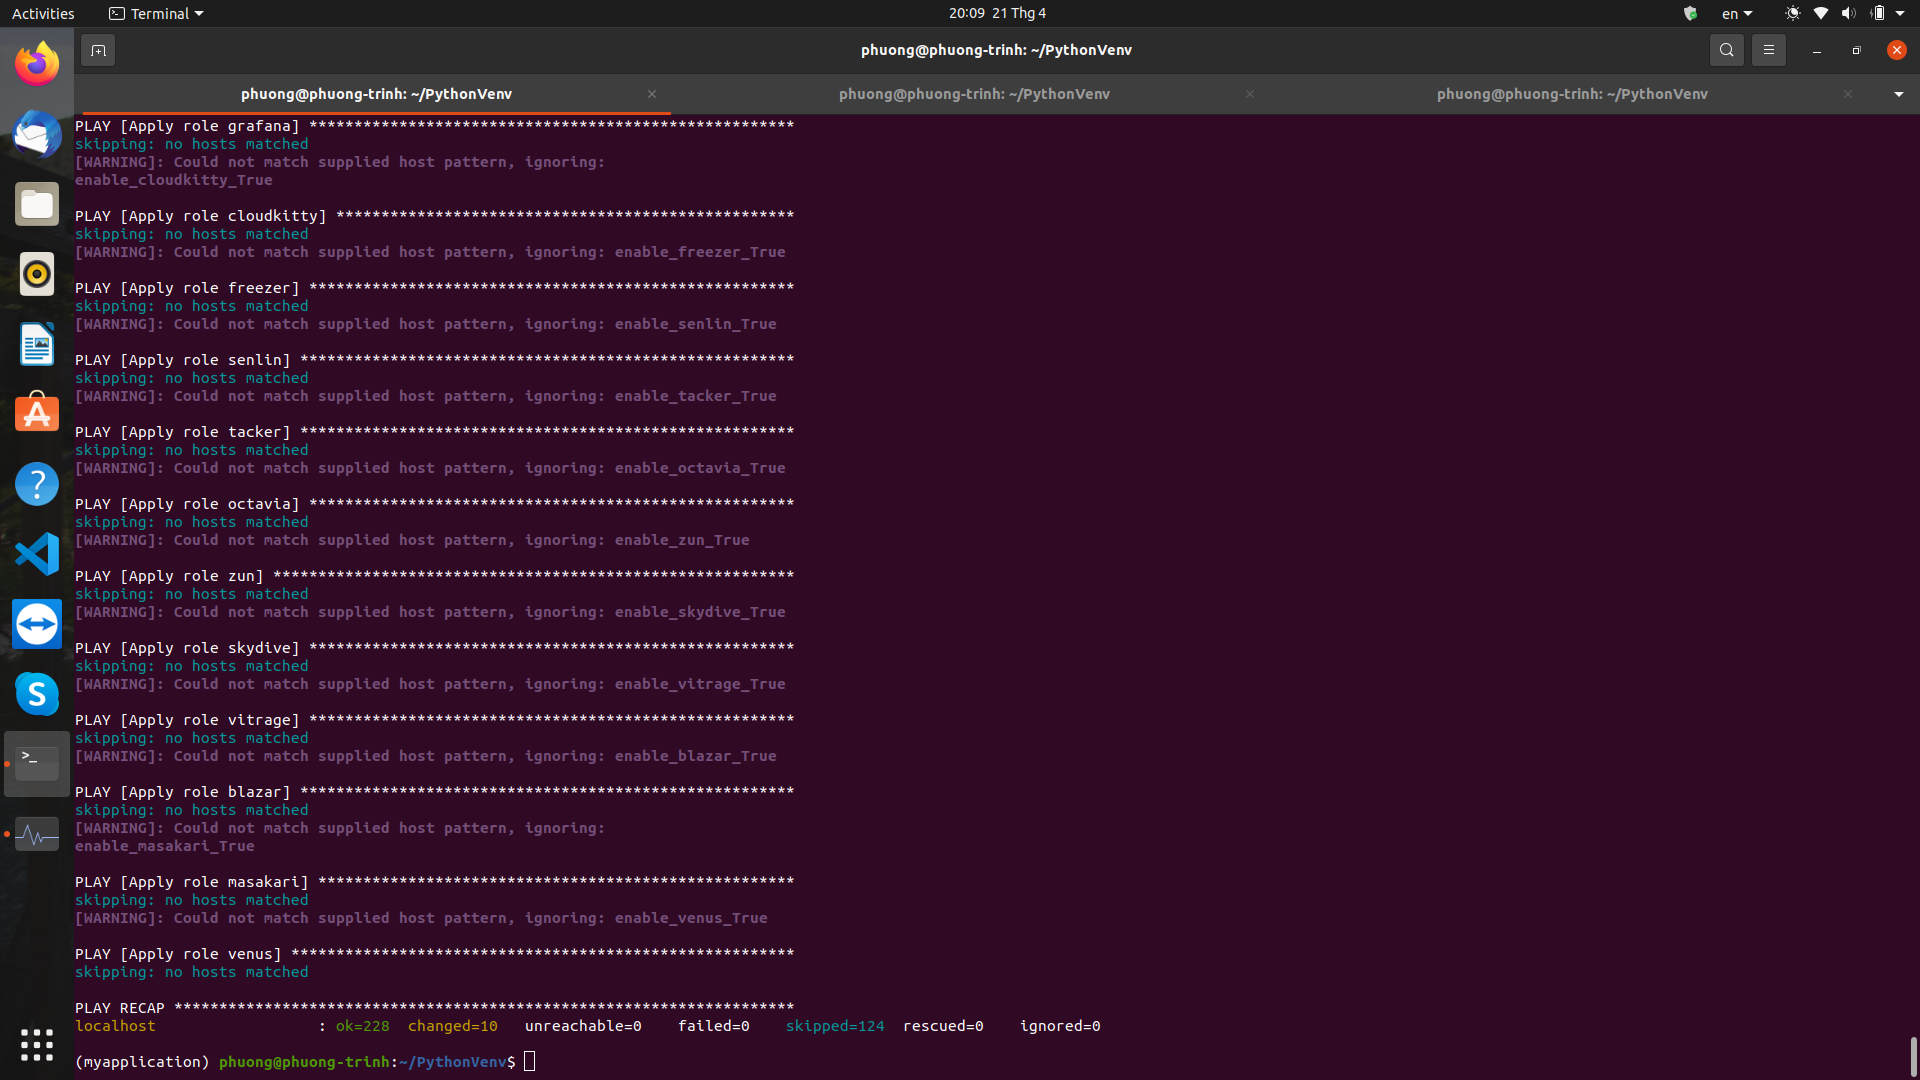 Activities
Terminal
20:09 21 Thg 4
en
phuong@phuong-trinh: ~/PythonVenv
phuong@phuong-trinh: ~/PythonVenv
phuong@phuong-trinh: ~/PythonVenv
phuong@phuong-trinh: ~/PythonVenv
PLAY [Apply role grafana] ******************************************************
skipping: no hosts matched
[WARNING]: Could not match supplied host pattern, ignoring:
enable_cloudkitty_True
PLAY [Apply role cloudkitty] ***************************************************
skipping: no hosts matched
[WARNING]: Could not match supplied host pattern, ignoring: enable_freezer_True
PLAY [Apply role freezer] ******************************************************
skipping: no hosts matched
[WARNING]: Could not match supplied host pattern, ignoring: enable_senlin_True
PLAY [Apply role senlin] *******************************************************
skipping: no hosts matched
[WARNING]: Could not match supplied host pattern, ignoring: enable_tacker_True
PLAY [Apply role tacker] *******************************************************
skipping: no hosts matched
[WARNING]: Could not match supplied host pattern, ignoring: enable_octavia_True
PLAY [Apply role octavia] ******************************************************
skipping: no hosts matched
[WARNING]: Could not match supplied host pattern, ignoring: enable_zun_True
PLAY [Apply role zun] **********************************************************
skipping: no hosts matched
[WARNING]: Could not match supplied host pattern, ignoring: enable_skydive_True
PLAY [Apply role skydive] ******************************************************
skipping: no hosts matched
[WARNING]: Could not match supplied host pattern, ignoring: enable_vitrage_True
PLAY [Apply role vitrage] ******************************************************
skipping: no hosts matched
[WARNING]: Could not match supplied host pattern, ignoring: enable_blazar_True
PLAY [Apply role blazar] *******************************************************
skipping: no hosts matched
[WARNING]: Could not match supplied host pattern, ignoring:
enable_masakari_True
PLAY [Apply role masakari] *****************************************************
skipping: no hosts matched
[WARNING]: Could not match supplied host pattern, ignoring: enable_venus_True
PLAY [Apply role venus] ********************************************************
skipping: no hosts matched
PLAY RECAP *********************************************************************
localhost                  : ok=228  changed=10   unreachable=0    failed=0    skipped=124  rescued=0    ignored=0
(myapplication) phuong@phuong-trinh:~/PythonVenv$